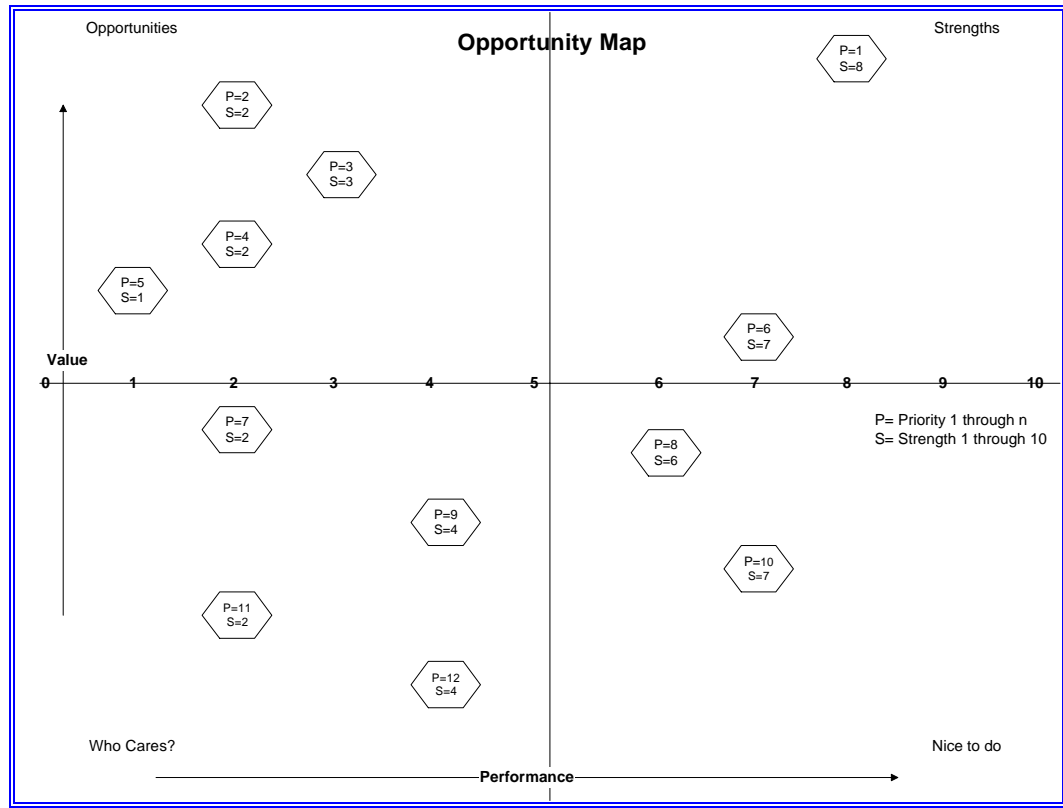 Opportunities
Strengths
Opportunity Map
P=1
S=8
P=2
S=2
P=3
S=3
P=4
S=2
P=5
S=1
P=6
S=7
Value
0 1 2 3 4 5 6 7 8 9 10
P=7
S=2
P= Priority 1 through n
S= Strength 1 through 10
P=8
S=6
P=9
S=4
P=10
S=7
P=11
S=2
P=12
S=4
Who Cares?
Nice to do
Performance